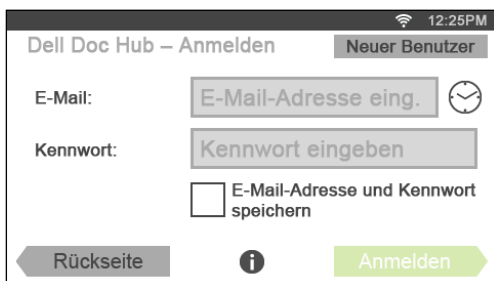 12:25PM
Dell Doc Hub – Anmelden
Neuer Benutzer
E-Mail:
E-Mail-Adresse eing.
Kennwort:
Kennwort eingeben
E-Mail-Adresse und Kennwort
speichern
Rückseite
Anmelden